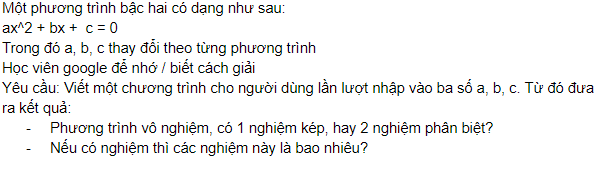 Một phương trình bậc hai có dạng như sau:
ax^2 + bx + c = 0
Trong đó a, b, c thay đổi theo từng phương trình
Học viên google để nhớ / biết cách giải
Yêu cầu: Viết một chương trình cho người dùng lần lượt nhập vào ba số a, b, c. Từ đó đưa
ra kết quả:
- Phương trình vô nghiệm, có 1 nghiệm kép, hay 2 nghiệm phân biệt?
- Nếu có nghiệm thì các nghiệm này là bao nhiêu?